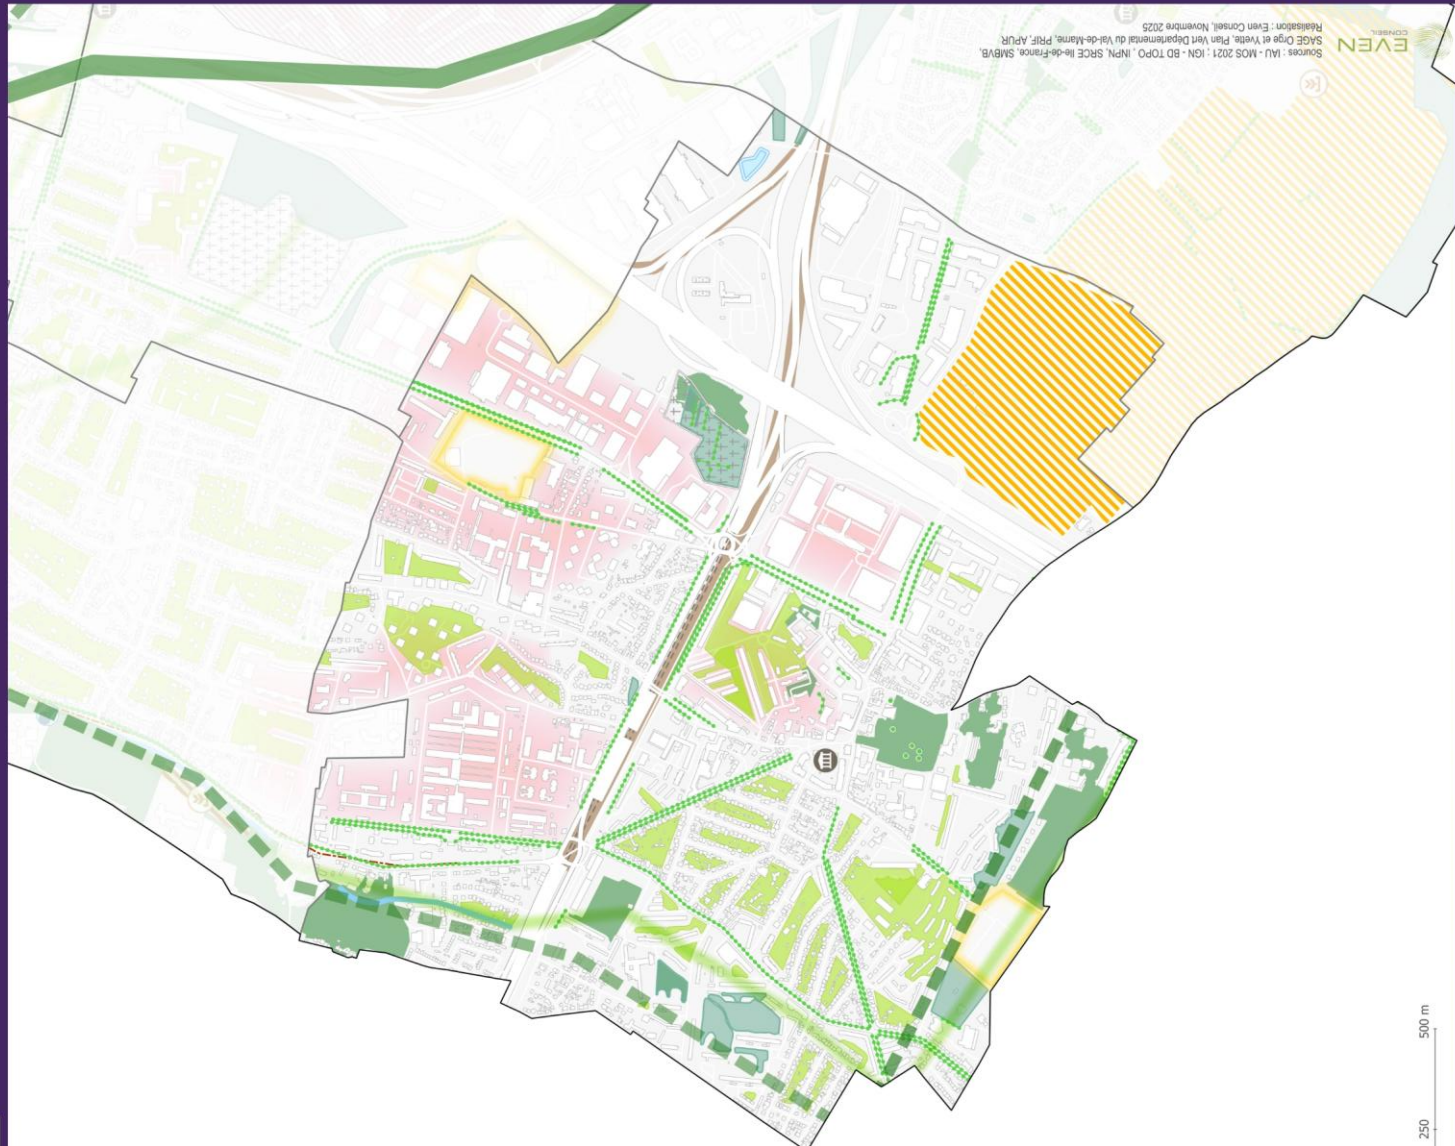 EVEN
CONSEIL
Sources : IAU - MOS 2021 ; IGN - BD TOPO , INPN, SRCE Ile-de-France, SMBVB,
SAGE Orge et Yvette, Plan Vert Départemental du Val-de-Marne, PRIF, APUR
Réalisation : Even Conseil, Novembre 2025
250
500 m